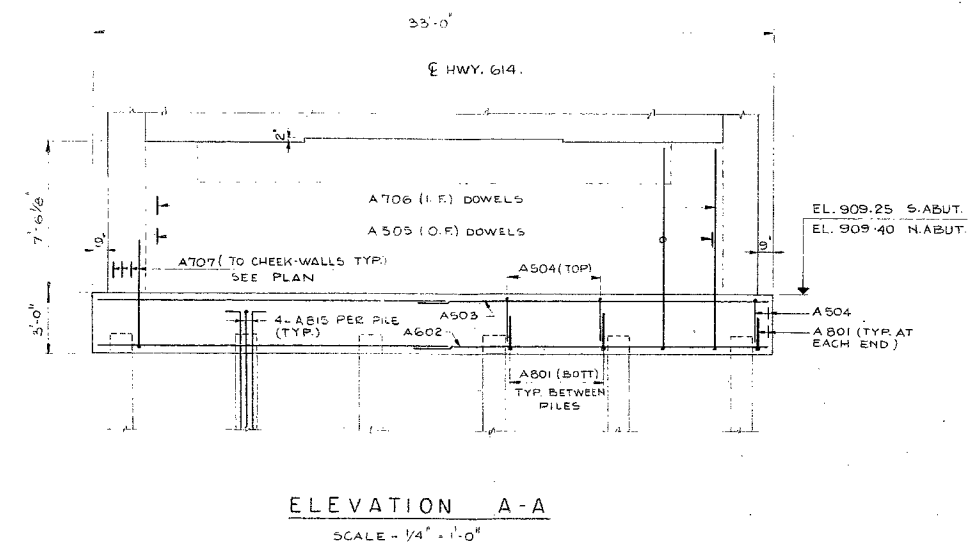 33'-0"
℄ HWY. 614.
2"
7'-6 1/8"
A706 (I.F.) DOWELS
A505 (O.F.) DOWELS
EL. 909.25 S.ABUT.
EL. 909.40 N.ABUT.
9"
9"
A707 (TO CHEEK-WALLS TYP.)
SEE PLAN
A504 (TOP)
3'-0"
4-A815 PER PILE
(TYP.)
A503
A602
A504
A801 (TYP. AT
EACH END)
A801 (BOTT)
TYP. BETWEEN
PILES
ELEVATION A-A
SCALE - 1/4" = 1'-0"